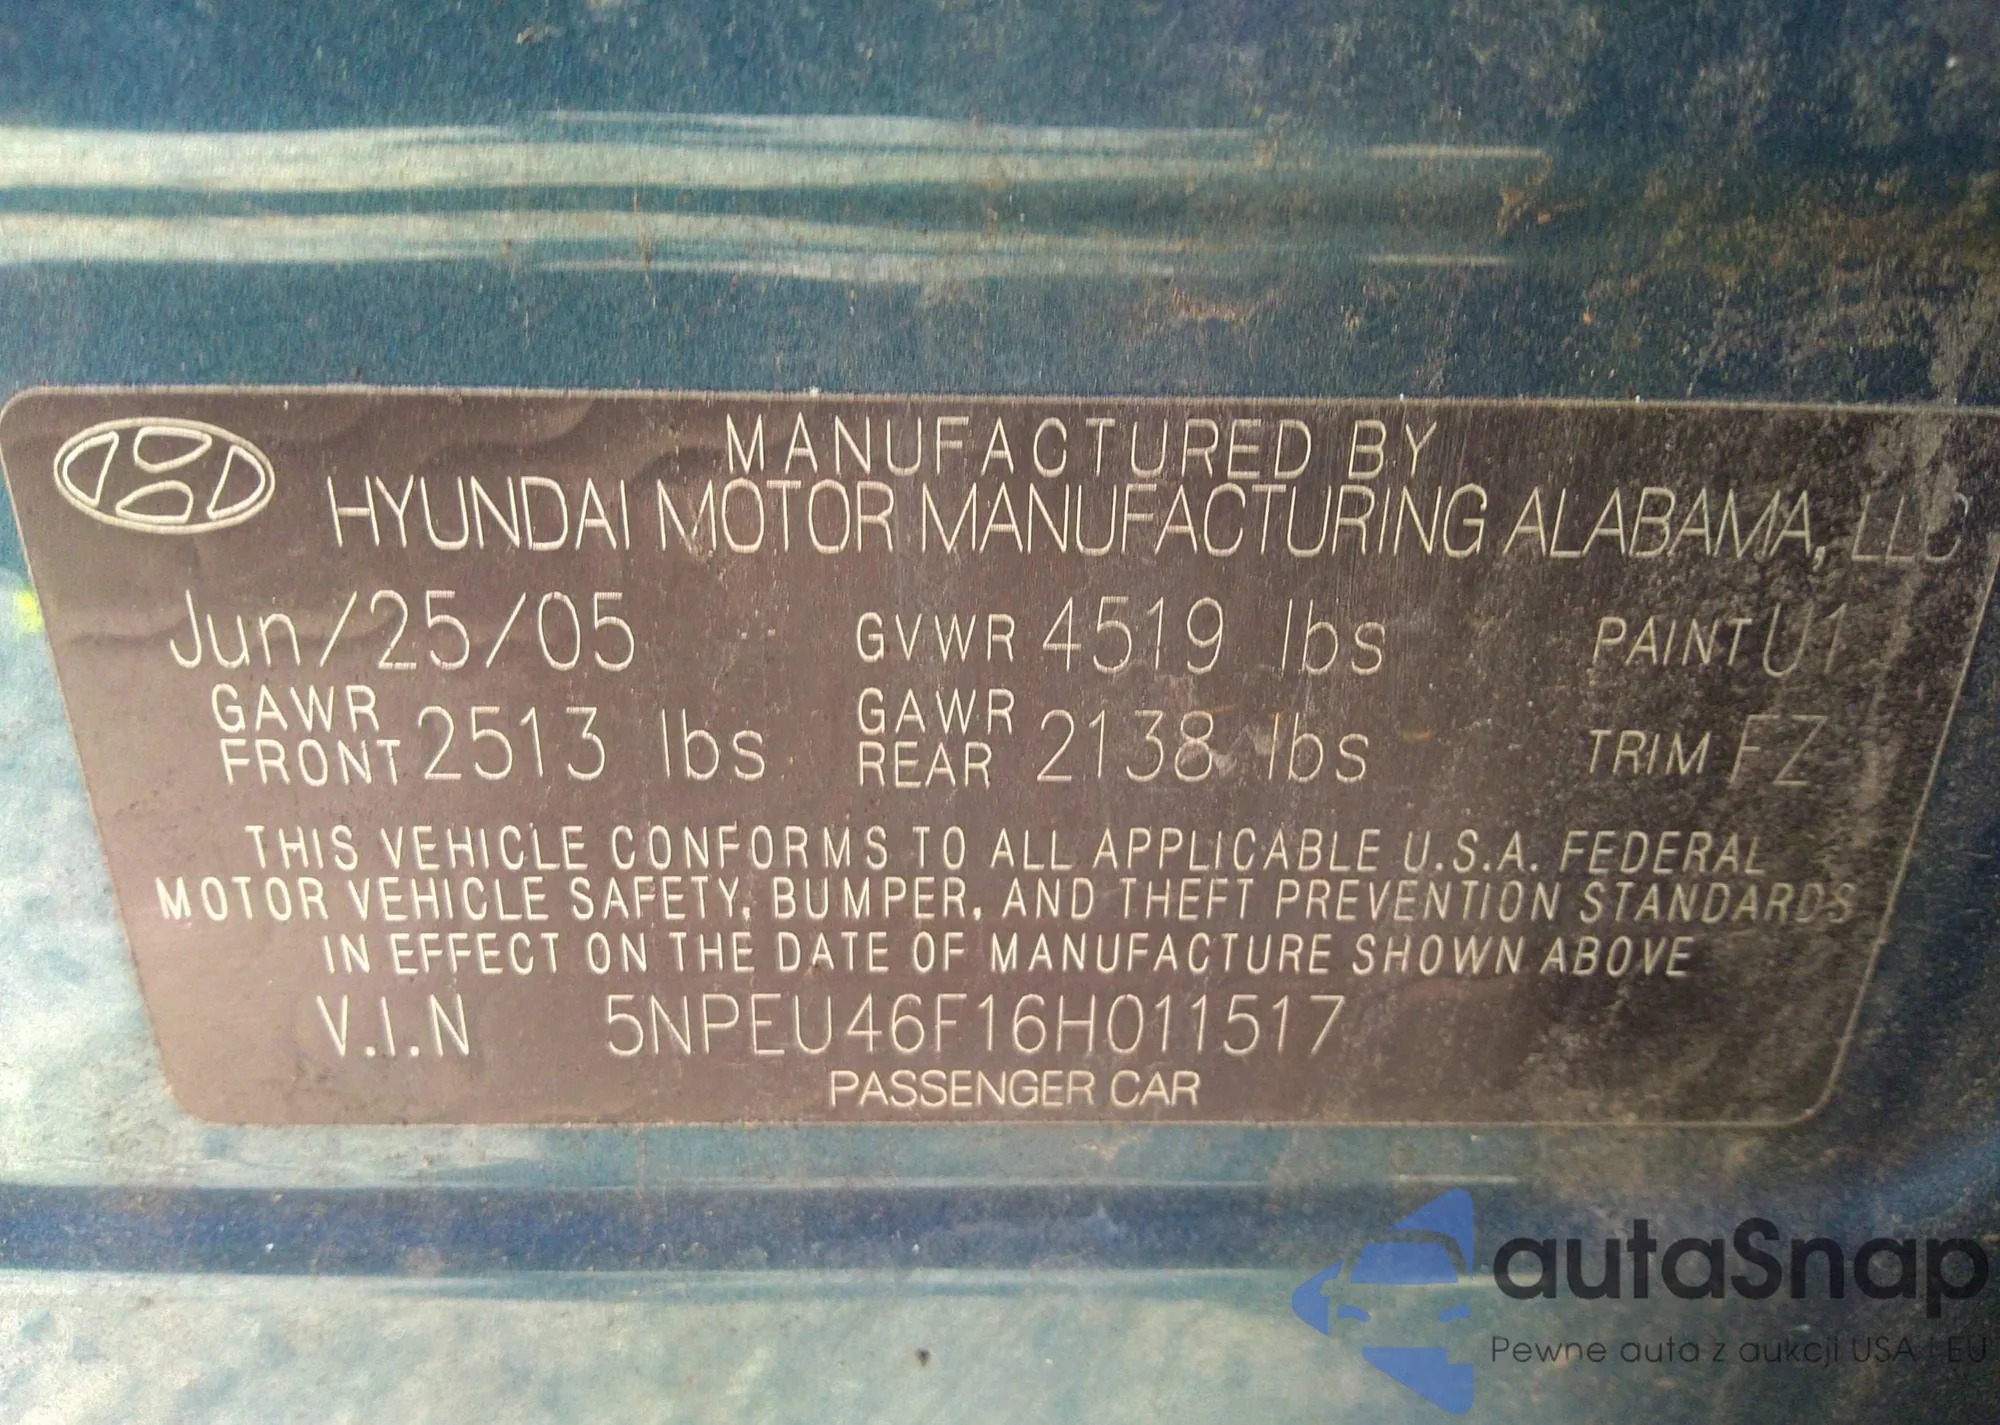 MANUFACTURED BY
HYUNDAI MOTOR MANUFACTURING ALABAMA, LLC
Jun/25/05 GVWR 4519 lbs PAINT U1
GAWR FRONT 2513 lbs GAWR REAR 2138 lbs TRIM FZ
THIS VEHICLE CONFORMS TO ALL APPLICABLE U.S.A. FEDERAL
MOTOR VEHICLE SAFETY, BUMPER, AND THEFT PREVENTION STANDARDS
IN EFFECT ON THE DATE OF MANUFACTURE SHOWN ABOVE
V.I.N 5NPEU46F16H011517
PASSENGER CAR
autaSnap
Pewne auta z aukcji USA i EU